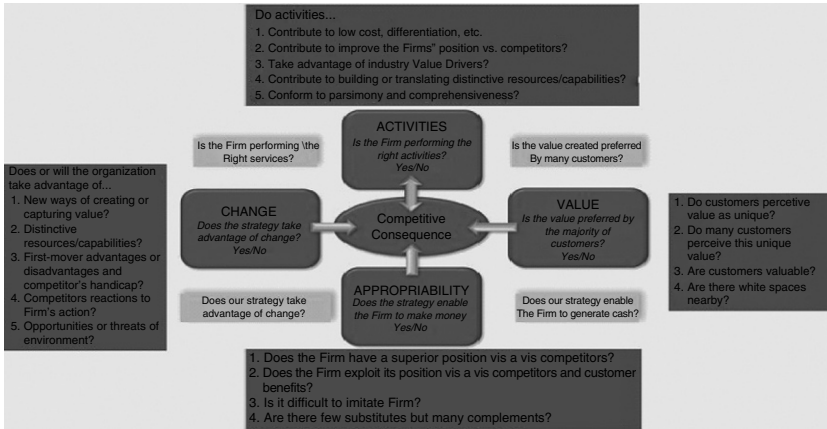 Do activities...
1. Contribute to low cost, differentiation, etc.
2. Contribute to improve the Firms" position vs. competitors?
3. Take advantage of industry Value Drivers?
4. Contribute to building or translating distinctive resources/capabilities?
5. Conform to parsimony and comprehensiveness?
Is the Firm performing \the
Right services?
ACTIVITIES
Is the Firm performing the
right activities?
Yes/No
Is the value created preferred
By many customers?
Does or will the organization
take advantage of...
1. New ways of creating or
capturing value?
2. Distinctive
resources/capabilities?
3. First-mover advantages or
disadvantages and
competitor's handicap?
4. Competitors reactions to
Firm's action?
5. Opportunities or threats of
environment?
CHANGE
Does the strategy take
advantage of change?
Yes/No
Competitive
Consequence
VALUE
Is the value preferred by
the majority of
customers?
Yes/No
1. Do customers percetive
value as unique?
2. Do many customers
perceive this unique
value?
3. Are customers valuable?
4. Are there white spaces
nearby?
Does our strategy take
advantage of change?
APPROPRIABILITY
Does the strategy enable
the Firm to make money
Yes/No
Does our strategy enable
The Firm to generate cash?
1. Does the Firm have a superior position vis a vis competitors?
2. Does the Firm exploit its position vis a vis competitors and customer
benefits?
3. Is it difficult to imitate Firm?
4. Are there few substitutes but many complements?